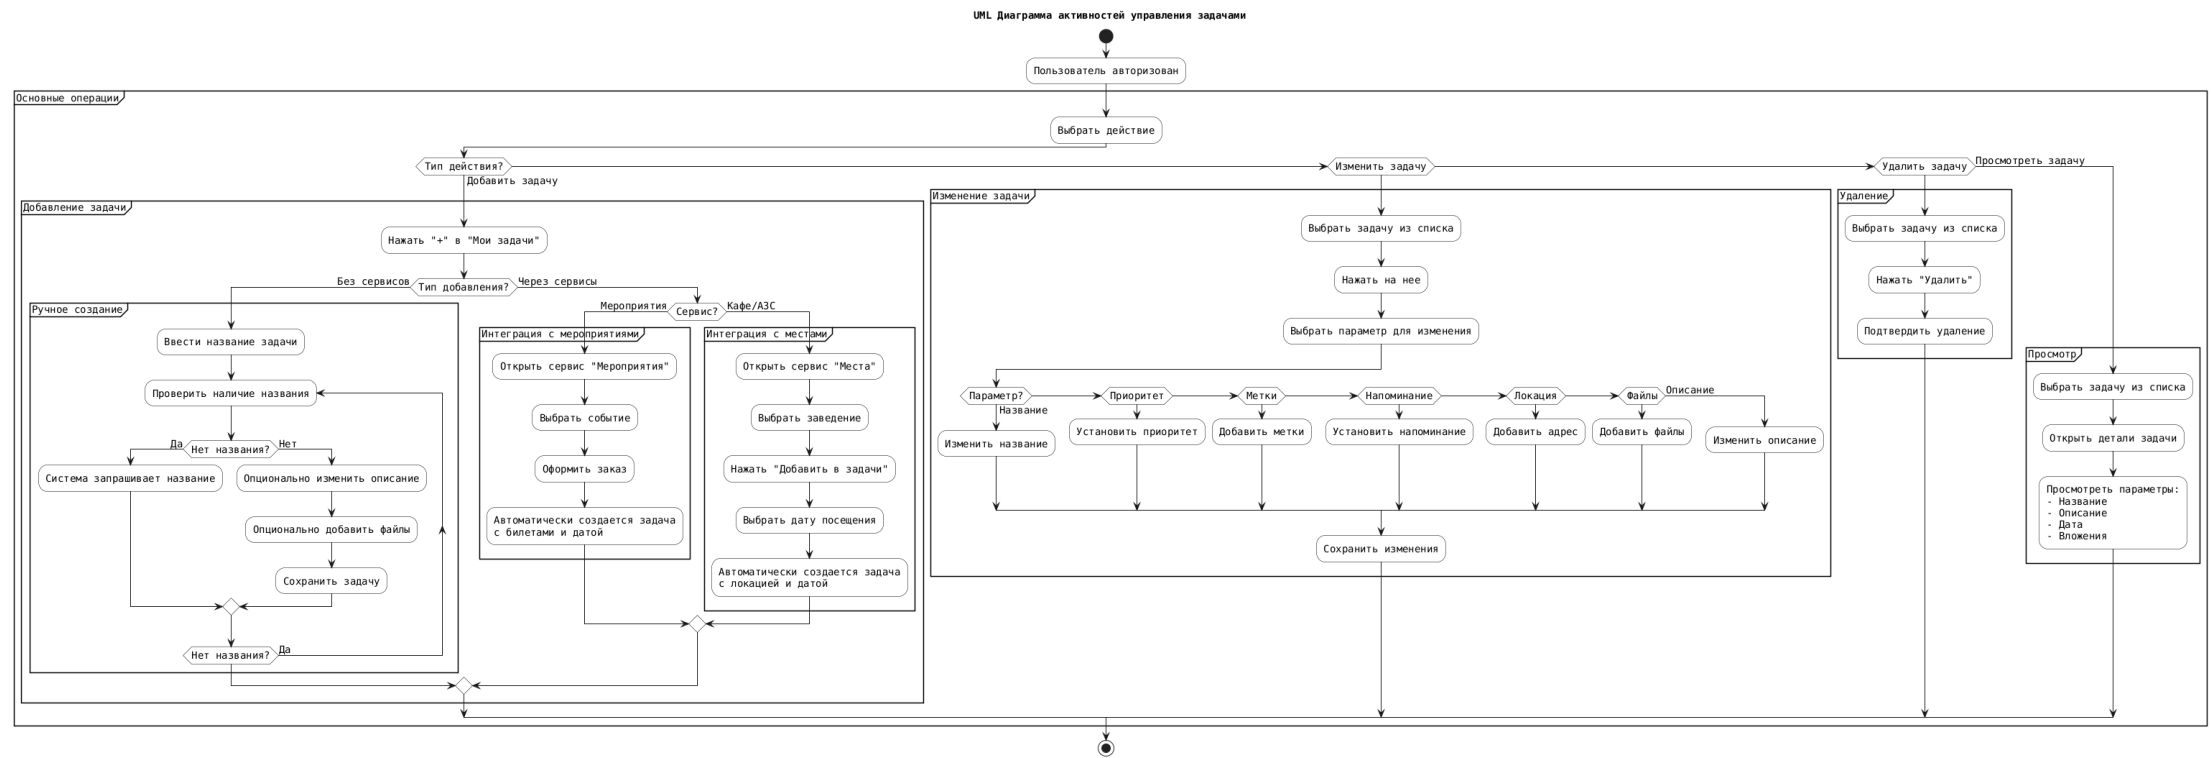 UML Диаграмма активностей управления задачами
Пользователь авторизован
Основные операции
Выбрать действие
Тип действия?
Добавить задачу
Изменить задачу
Удалить задачу
Просмотреть задачу
Добавление задачи
Нажать "+" в "Мои задачи"
Тип добавления?
Без сервисов
Через сервисы
Ручное создание
Ввести название задачи
Проверить наличие названия
Нет названия?
Да
Нет
Система запрашивает название
Опционально изменить описание
Опционально добавить файлы
Сохранить задачу
Нет названия?
Да
Сервис?
Мероприятия
Кафе/АЗС
Интеграция с мероприятиями
Открыть сервис "Мероприятия"
Выбрать событие
Оформить заказ
Автоматически создается задача
с билетами и датой
Интеграция с местами
Открыть сервис "Места"
Выбрать заведение
Нажать "Добавить в задачи"
Выбрать дату посещения
Автоматически создается задача
с локацией и датой
Изменение задачи
Выбрать задачу из списка
Нажать на нее
Выбрать параметр для изменения
Параметр?
Название
Изменить название
Приоритет
Установить приоритет
Метки
Добавить метки
Напоминание
Установить напоминание
Локация
Добавить адрес
Файлы
Добавить файлы
Описание
Изменить описание
Сохранить изменения
Удаление
Выбрать задачу из списка
Нажать "Удалить"
Подтвердить удаление
Просмотр
Выбрать задачу из списка
Открыть детали задачи
Просмотреть параметры:
- Название
- Описание
- Дата
- Вложения